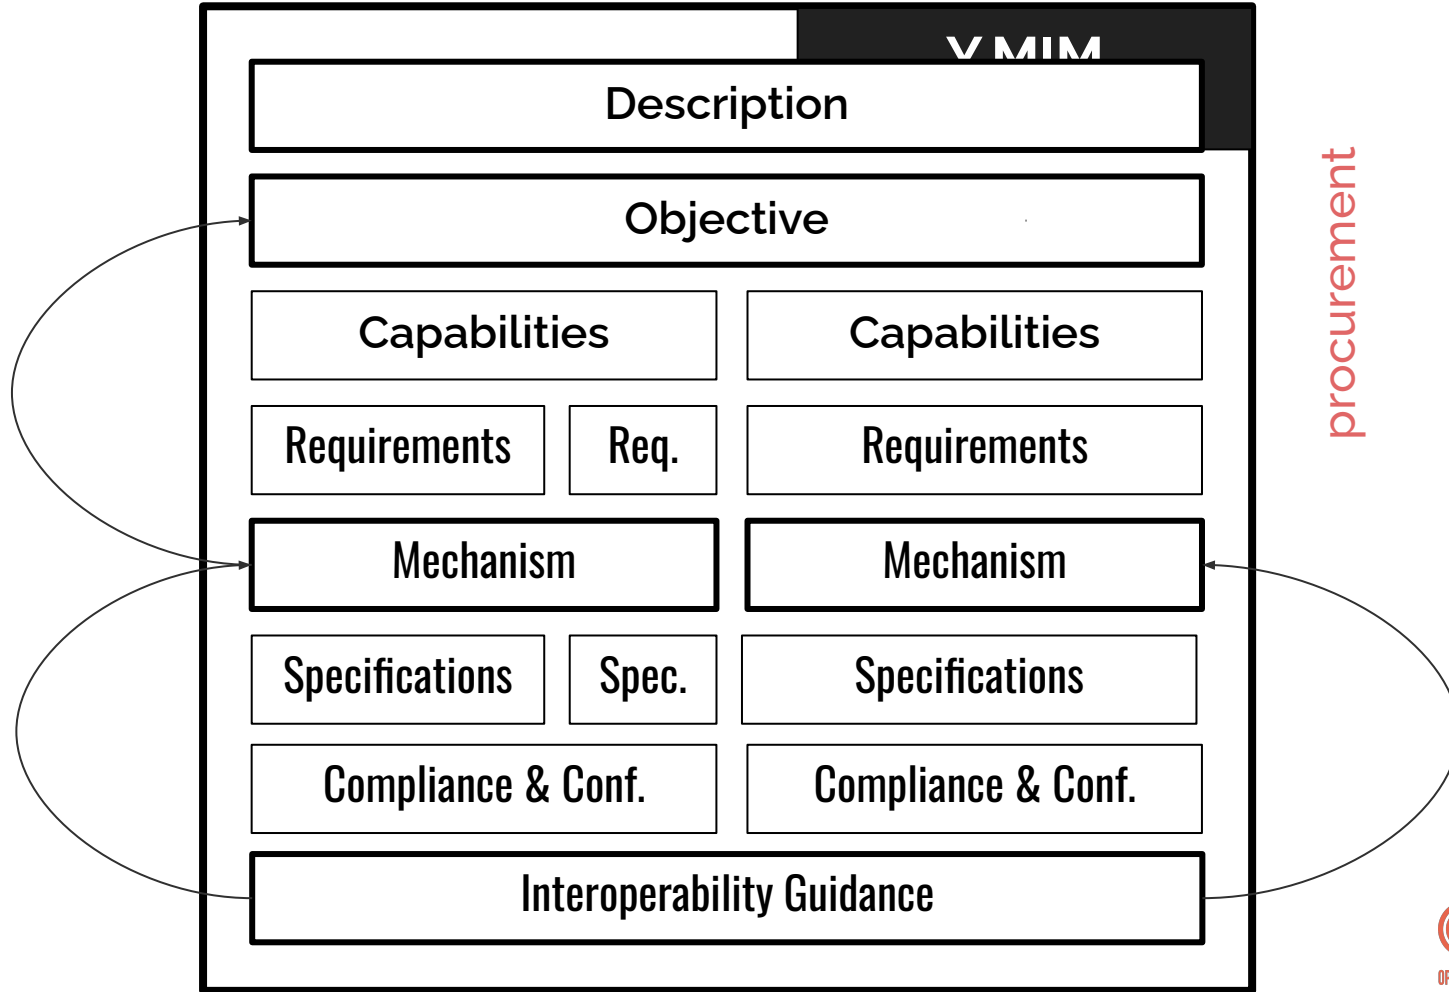 Y MIM
Description
Objective
Capabilities Capabilities
Requirements Req. Requirements
Mechanism Mechanism
Specifications Spec. Specifications
Compliance & Conf. Compliance & Conf.
Interoperability Guidance
procurement